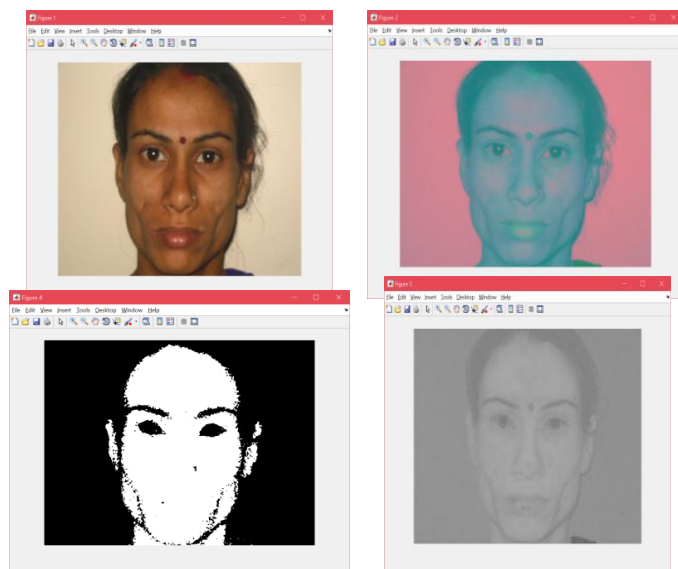 Figure 1
File Edit View Insert Tools Desktop Window Help
Figure 2
File Edit View Insert Tools Desktop Window Help
Figure 4
File Edit View Insert Tools Desktop Window Help
Figure 5
File Edit View Insert Tools Desktop Window Help